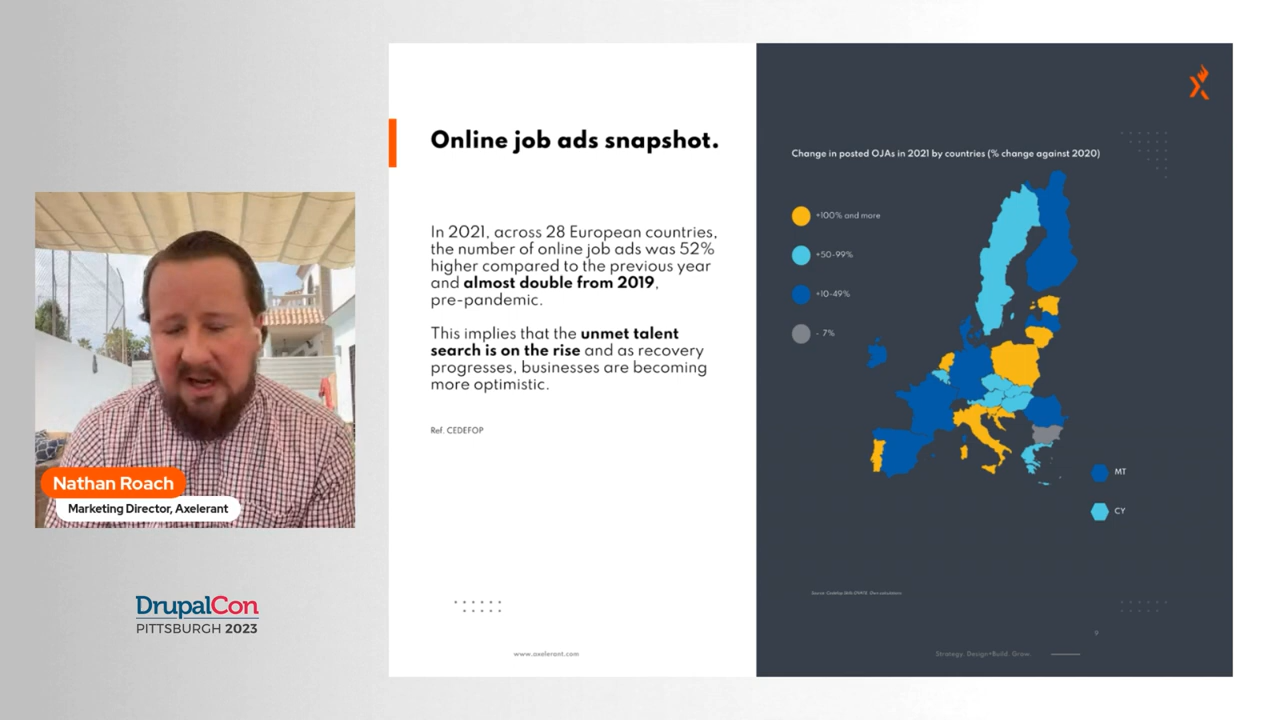 Online job ads snapshot.
In 2021, across 28 European countries,
the number of online job ads was 52%
higher compared to the previous year
and almost double from 2019,
pre-pandemic.
This implies that the unmet talent
search is on the rise and as recovery
progresses, businesses are becoming
more optimistic.
Ref. CEDEFOP
www.axelerant.com
Change in posted OJAs in 2021 by countries (% change against 2020)
+100% and more
+50-99%
+10-49%
- 7%
MT
CY
9
Strategy. Design+Build. Grow.
Nathan Roach
Marketing Director, Axelerant
DrupalCon
PITTSBURGH 2023